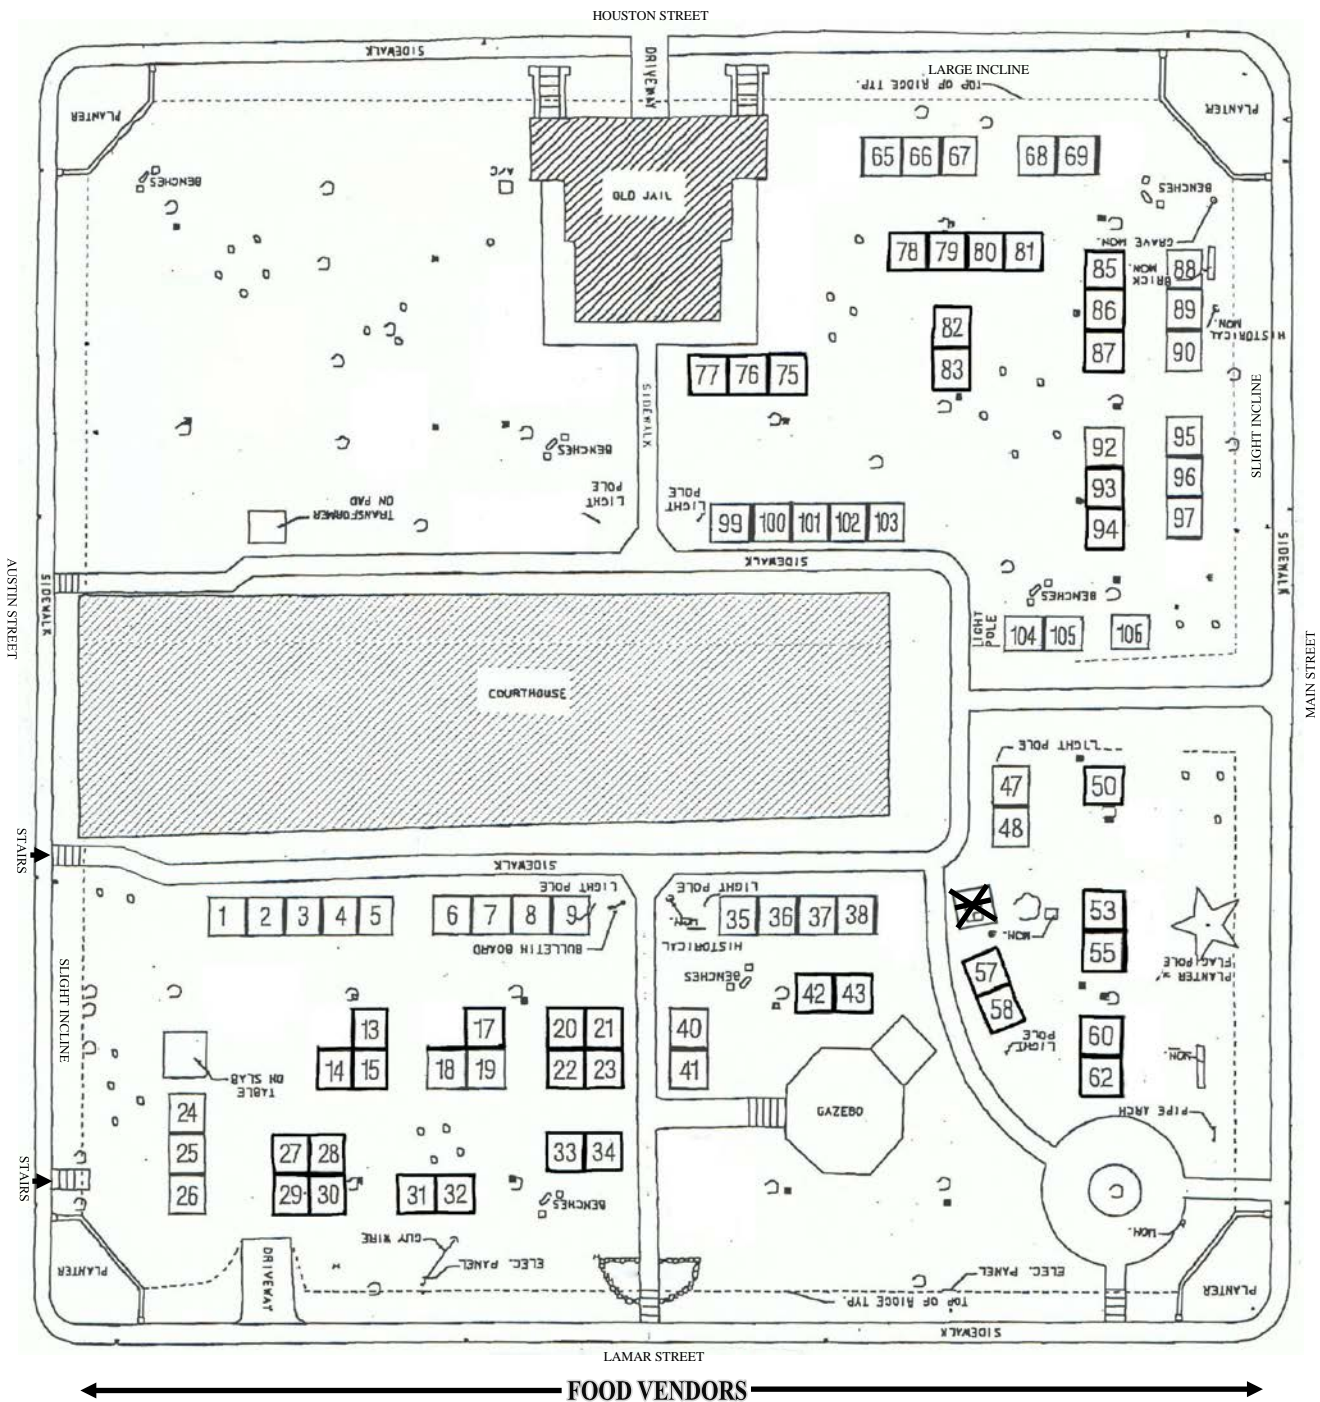 HOUSTON STREET
SIDEWALK
DRIVEWAY
LARGE INCLINE
TOP OF RIDGE TYP.
PLANTER
PLANTER
65 66 67 68 69
BENCHES
A/C
OLD JAIL
BENCHES
GRAVE MON.
78 79 80 81
85
BRICK MON.
88
86
89
HISTORICAL MON.
82
87
90
83
77 76 75
SIDEWALK
SLIGHT INCLINE
BENCHES
92
95
93
96
94
97
LIGHT POLE
LIGHT POLE
TRANSFORMER ON PAD
99 100 101 102 103
SIDEWALK
SIDEWALK
AUSTIN STREET
SIDEWALK
BENCHES
LIGHT POLE
104 105 106
MAIN STREET
COURTHOUSE
LIGHT POLE
47
50
48
STAIRS
SIDEWALK
LIGHT POLE
LIGHT POLE
1 2 3 4 5
6 7 8 9
35 36 37 38
53
MON.
BULLETIN BOARD
HISTORICAL
55
PLANTER
FLAG POLE
SLIGHT INCLINE
BENCHES
57
42 43
58
13
17
20 21
40
LIGHT POLE
60
14 15
18 19
22 23
41
62
MON.
TABLE ON SLAB
24
GAZEBO
PIPE ARCH
25
27 28
33 34
STAIRS
26
29 30
31 32
BENCHES
MON.
GUY WIRE
ELEC. PANEL
ELEC. PANEL
PLANTER
DRIVEWAY
TOP OF RIDGE TYP.
PLANTER
SIDEWALK
LAMAR STREET
FOOD VENDORS